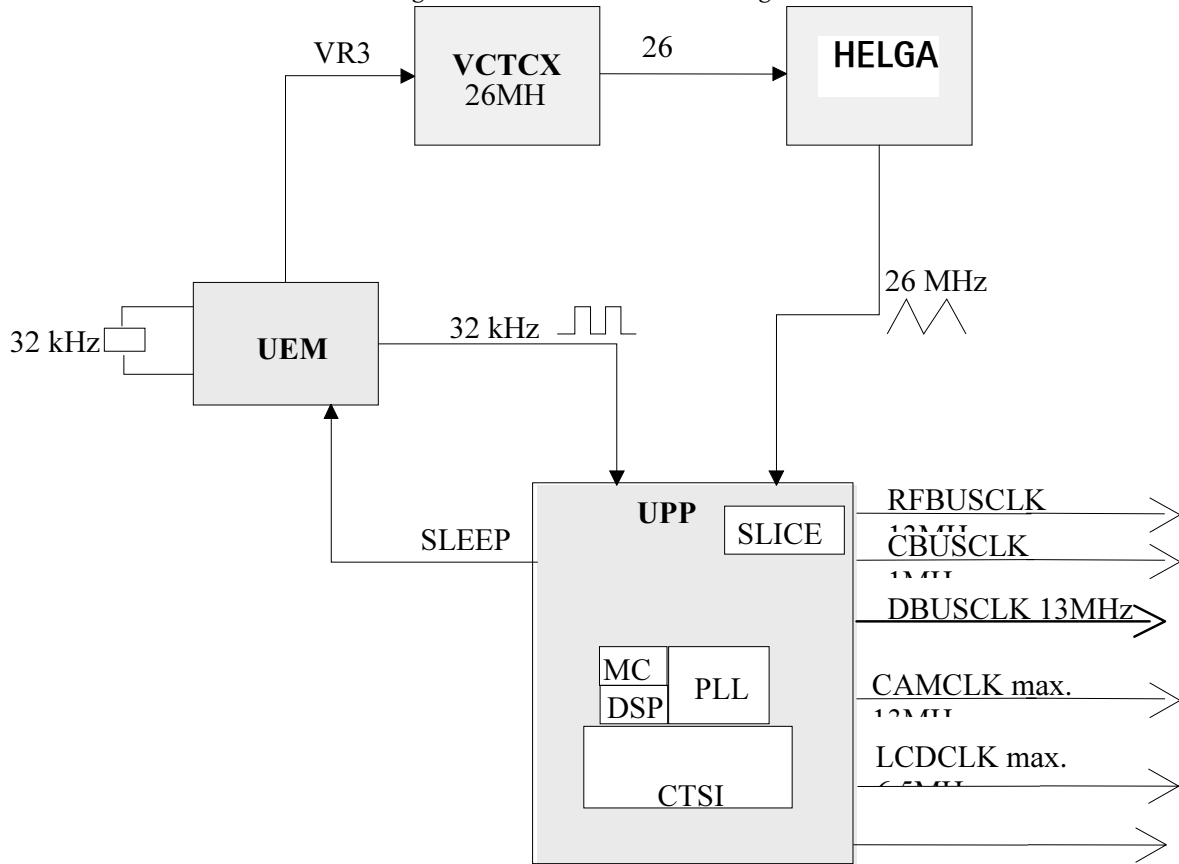 VR3
VCTCX
26MH
26
HELGA
26 MHz
32 kHz
UEM
32 kHz
SLEEP
UPP
SLICE
MC
DSP
PLL
CTSI
RFBUSCLK
CBUSCLK
DBUSCLK 13MHz
CAMCLK max.
LCDCLK max.